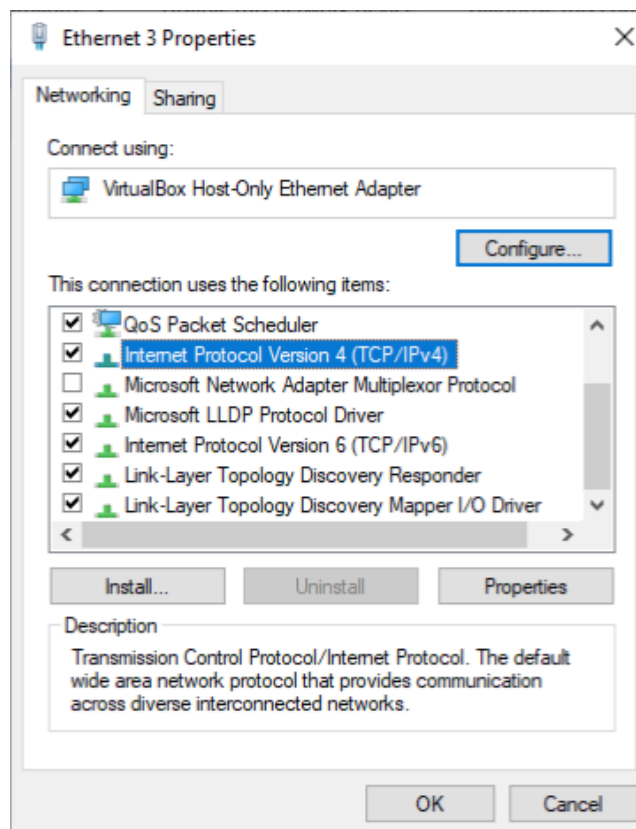 Ethernet 3 Properties
Networking
Sharing
Connect using:
VirtualBox Host-Only Ethernet Adapter
Configure...
This connection uses the following items:
QoS Packet Scheduler
Internet Protocol Version 4 (TCP/IPv4)
Microsoft Network Adapter Multiplexor Protocol
Microsoft LLDP Protocol Driver
Internet Protocol Version 6 (TCP/IPv6)
Link-Layer Topology Discovery Responder
Link-Layer Topology Discovery Mapper I/O Driver
Install...
Uninstall
Properties
Description
Transmission Control Protocol/Internet Protocol. The default
wide area network protocol that provides communication
across diverse interconnected networks.
OK
Cancel